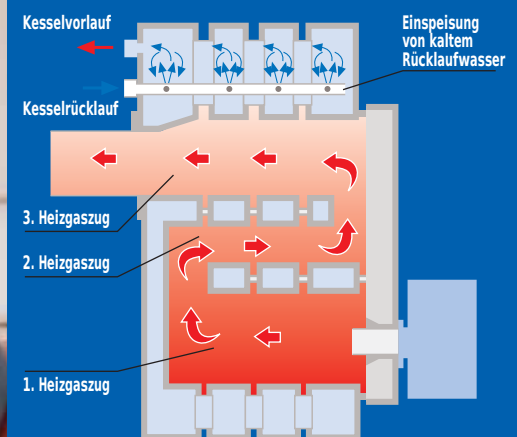 Kesselvorlauf
Einspeisung
von kaltem
Rücklaufwasser
Kesselrücklauf
3. Heizgaszug
2. Heizgaszug
1. Heizgaszug